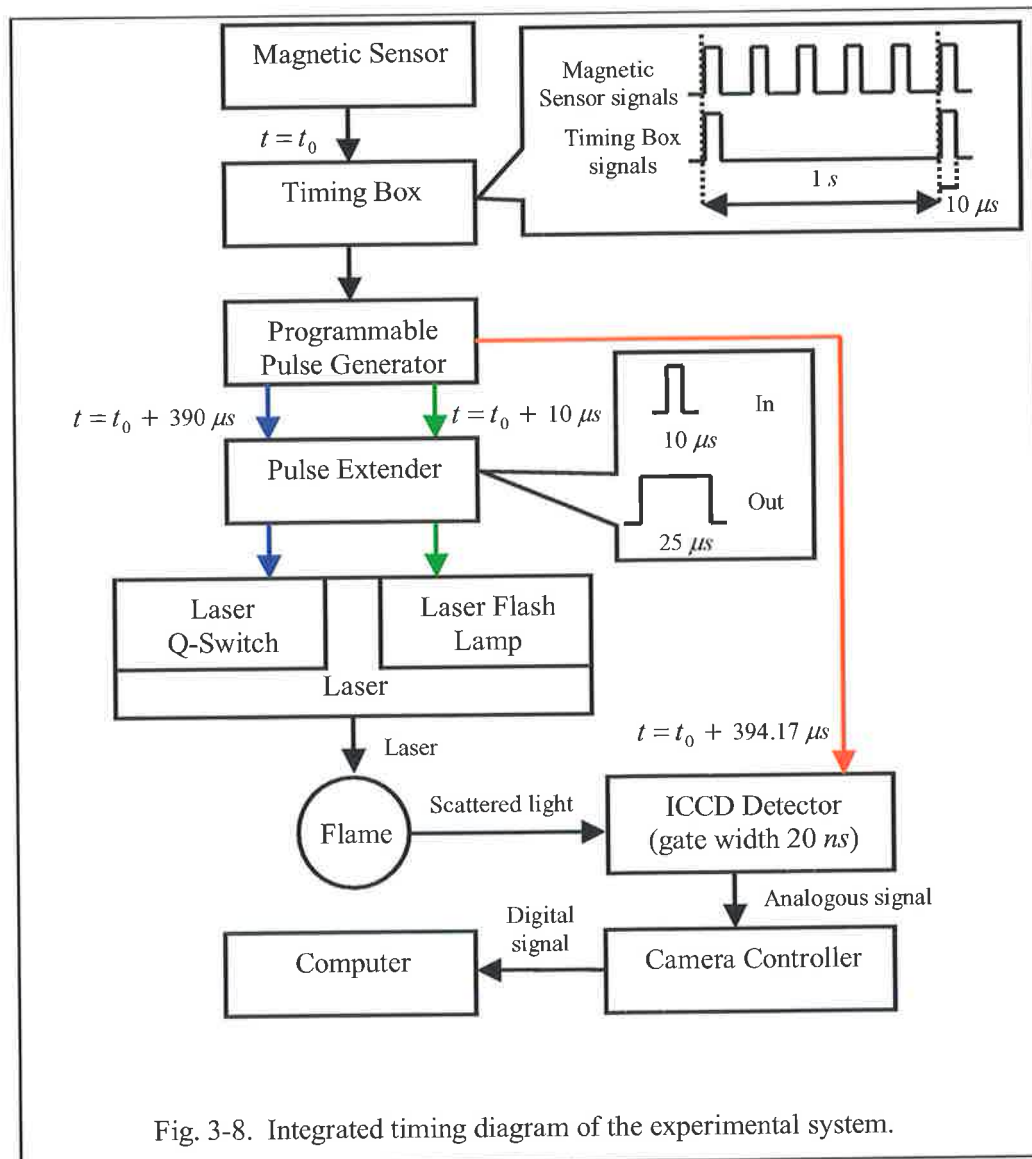 Magnetic Sensor
t = t₀
Timing Box
Magnetic
Sensor signals
Timing Box
signals
1 s
10 μs
Programmable
Pulse Generator
t = t₀ + 390 μs
t = t₀ + 10 μs
Pulse Extender
In
10 μs
Out
25 μs
Laser
Q-Switch
Laser Flash
Lamp
Laser
Laser
t = t₀ + 394.17 μs
Flame
Scattered light
ICCD Detector
(gate width 20 ns)
Analogous signal
Digital
signal
Computer
Camera Controller
Fig. 3-8. Integrated timing diagram of the experimental system.